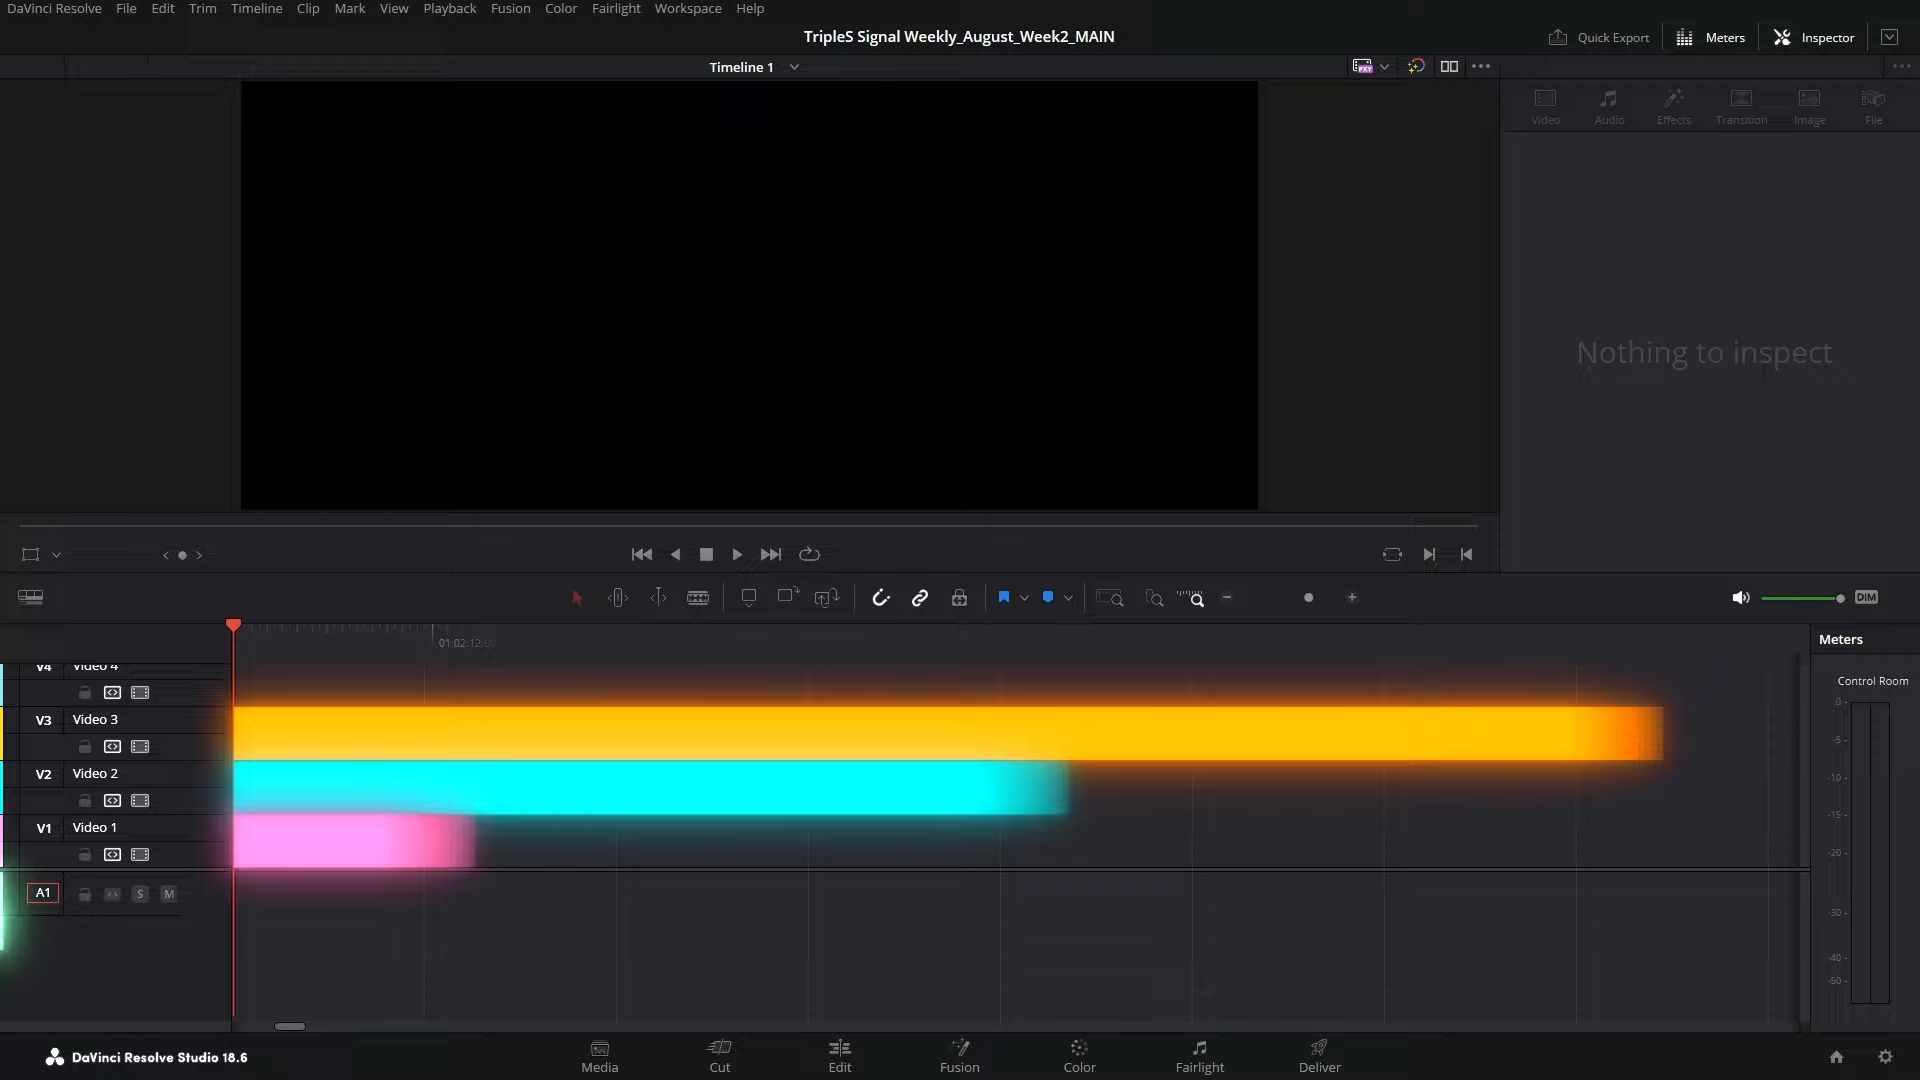 DaVinci Resolve File Edit Trim Timeline Clip Mark View Playback Fusion Color Fairlight Workspace Help
TripleS Signal Weekly_August_Week2_MAIN
Quick Export Meters Inspector
Timeline 1
PXY
Video Audio Effects Transition Image File
Nothing to inspect
DIM
01:02:12:00
Meters
V4 Video 4
V3 Video 3
V2 Video 2
V1 Video 1
A1 S M
Control Room
0
-5
-10
-15
-20
-30
-40
-50
DaVinci Resolve Studio 18.6
Media Cut Edit Fusion Color Fairlight Deliver